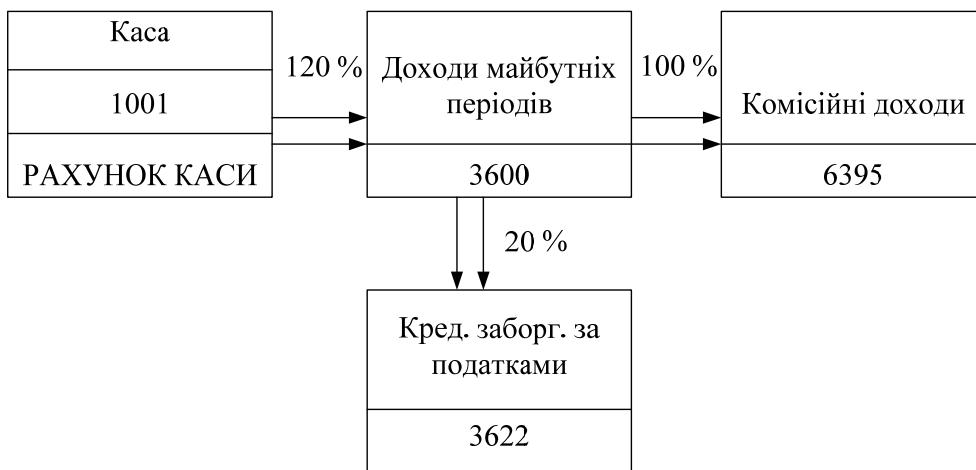 Каса
1001
РАХУНОК КАСИ
120 %
Доходи майбутніх
періодів
3600
100 %
Комісійні доходи
6395
20 %
Кред. заборг. за
податками
3622